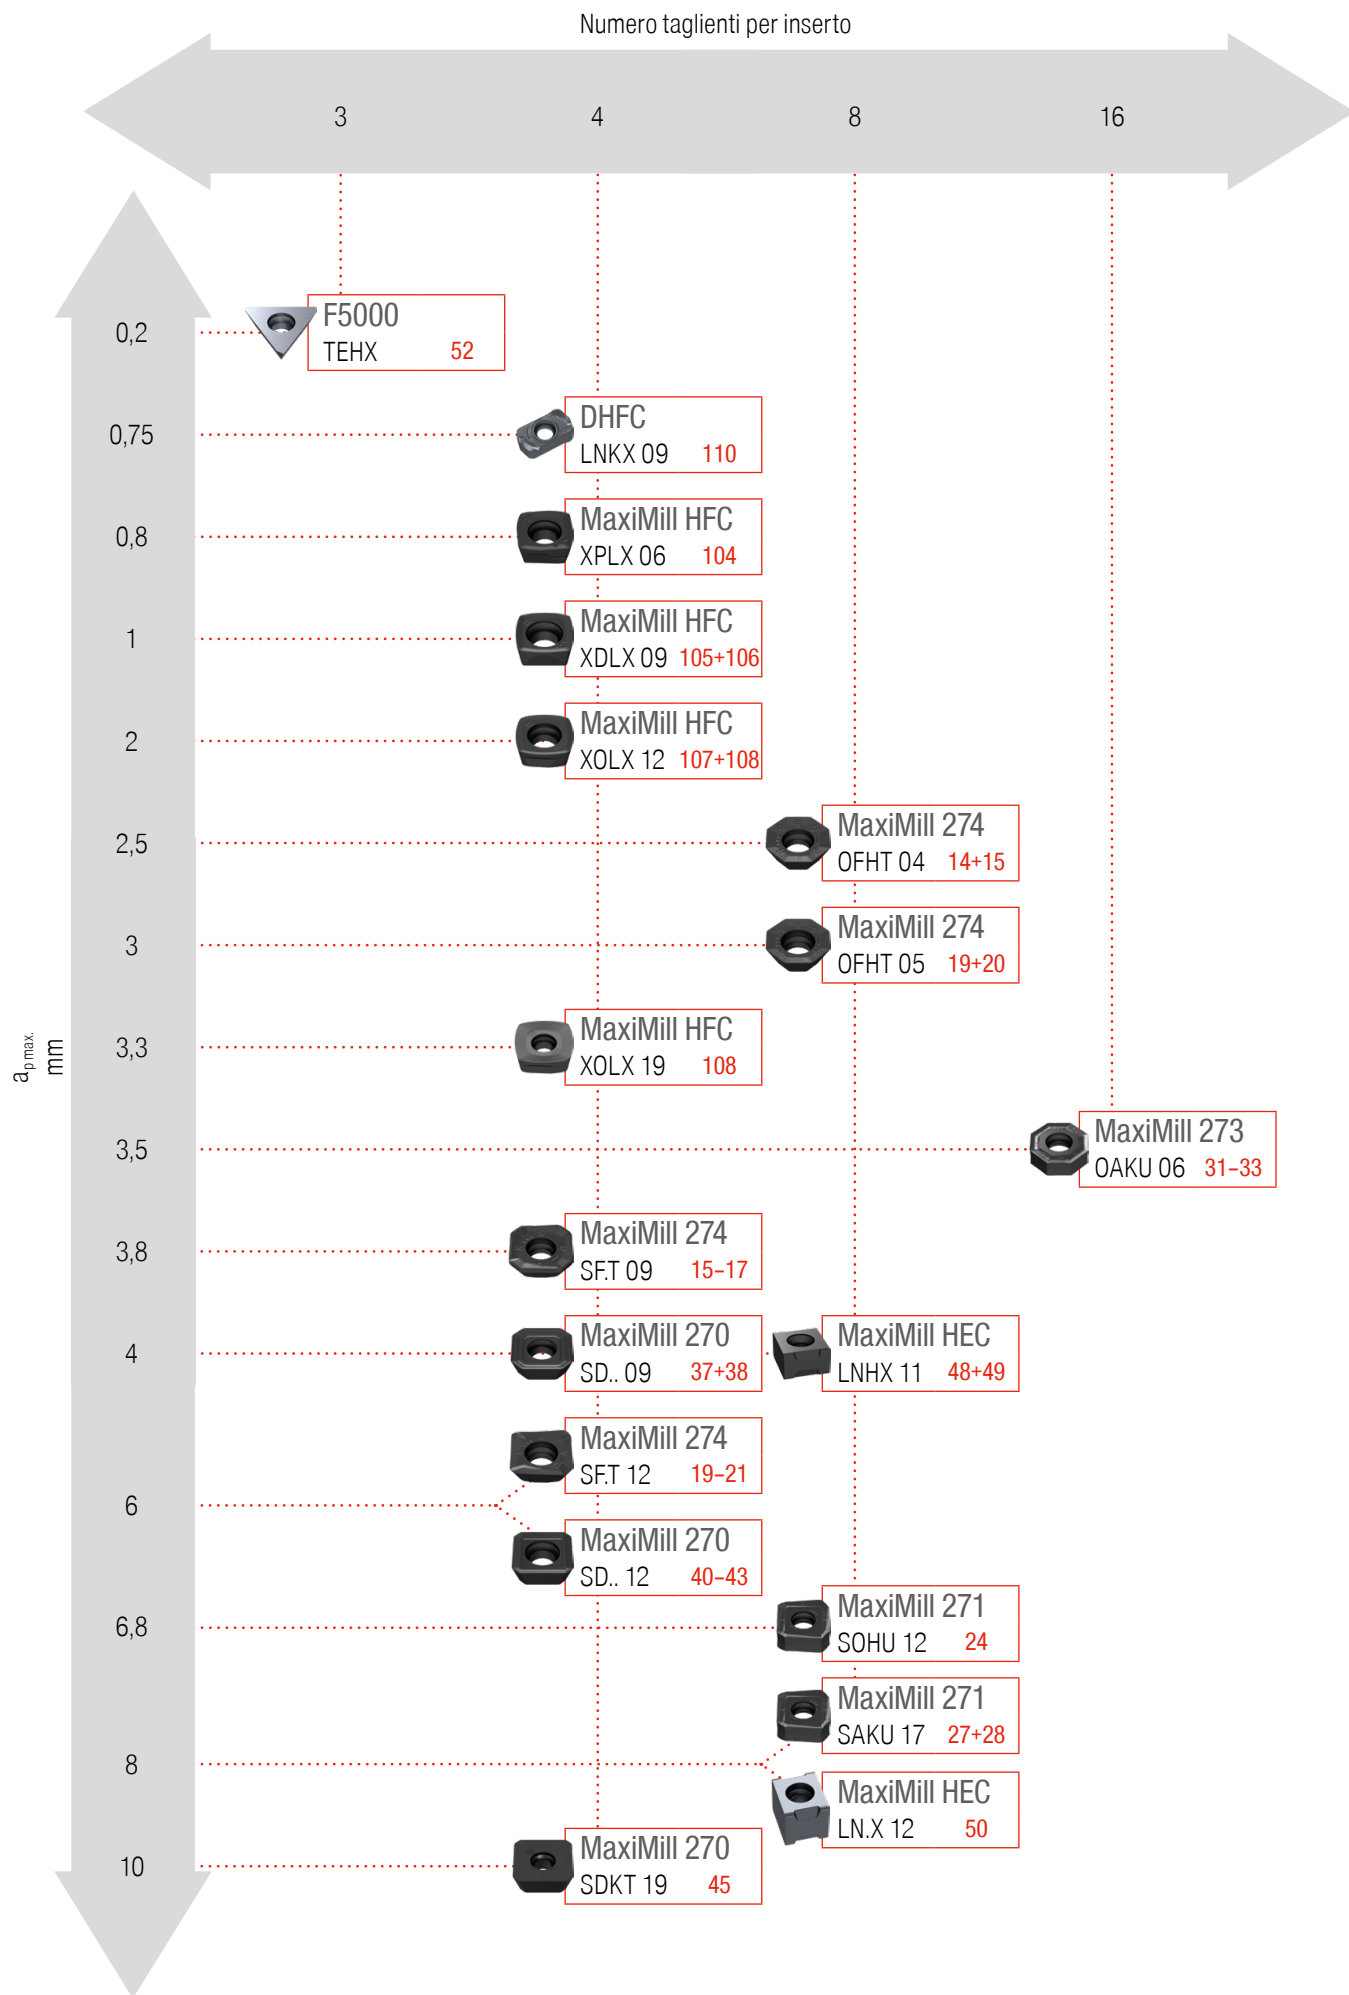 Numero taglienti per inserto
3 4 8 16
0,2
F5000
TEHX 52
0,75
DHFC
LNKX 09 110
0,8
MaxiMill HFC
XPLX 06 104
1
MaxiMill HFC
XDLX 09 105+106
2
MaxiMill HFC
XOLX 12 107+108
2,5
MaxiMill 274
OFHT 04 14+15
3
MaxiMill 274
OFHT 05 19+20
ap max.
mm
3,3
MaxiMill HFC
XOLX 19 108
3,5
MaxiMill 273
OAKU 06 31–33
3,8
MaxiMill 274
SF.T 09 15–17
4
MaxiMill 270
SD.. 09 37+38
MaxiMill HEC
LNHX 11 48+49
6
MaxiMill 274
SF.T 12 19–21
MaxiMill 270
SD.. 12 40–43
6,8
MaxiMill 271
SOHU 12 24
8
MaxiMill 271
SAKU 17 27+28
MaxiMill HEC
LN.X 12 50
10
MaxiMill 270
SDKT 19 45